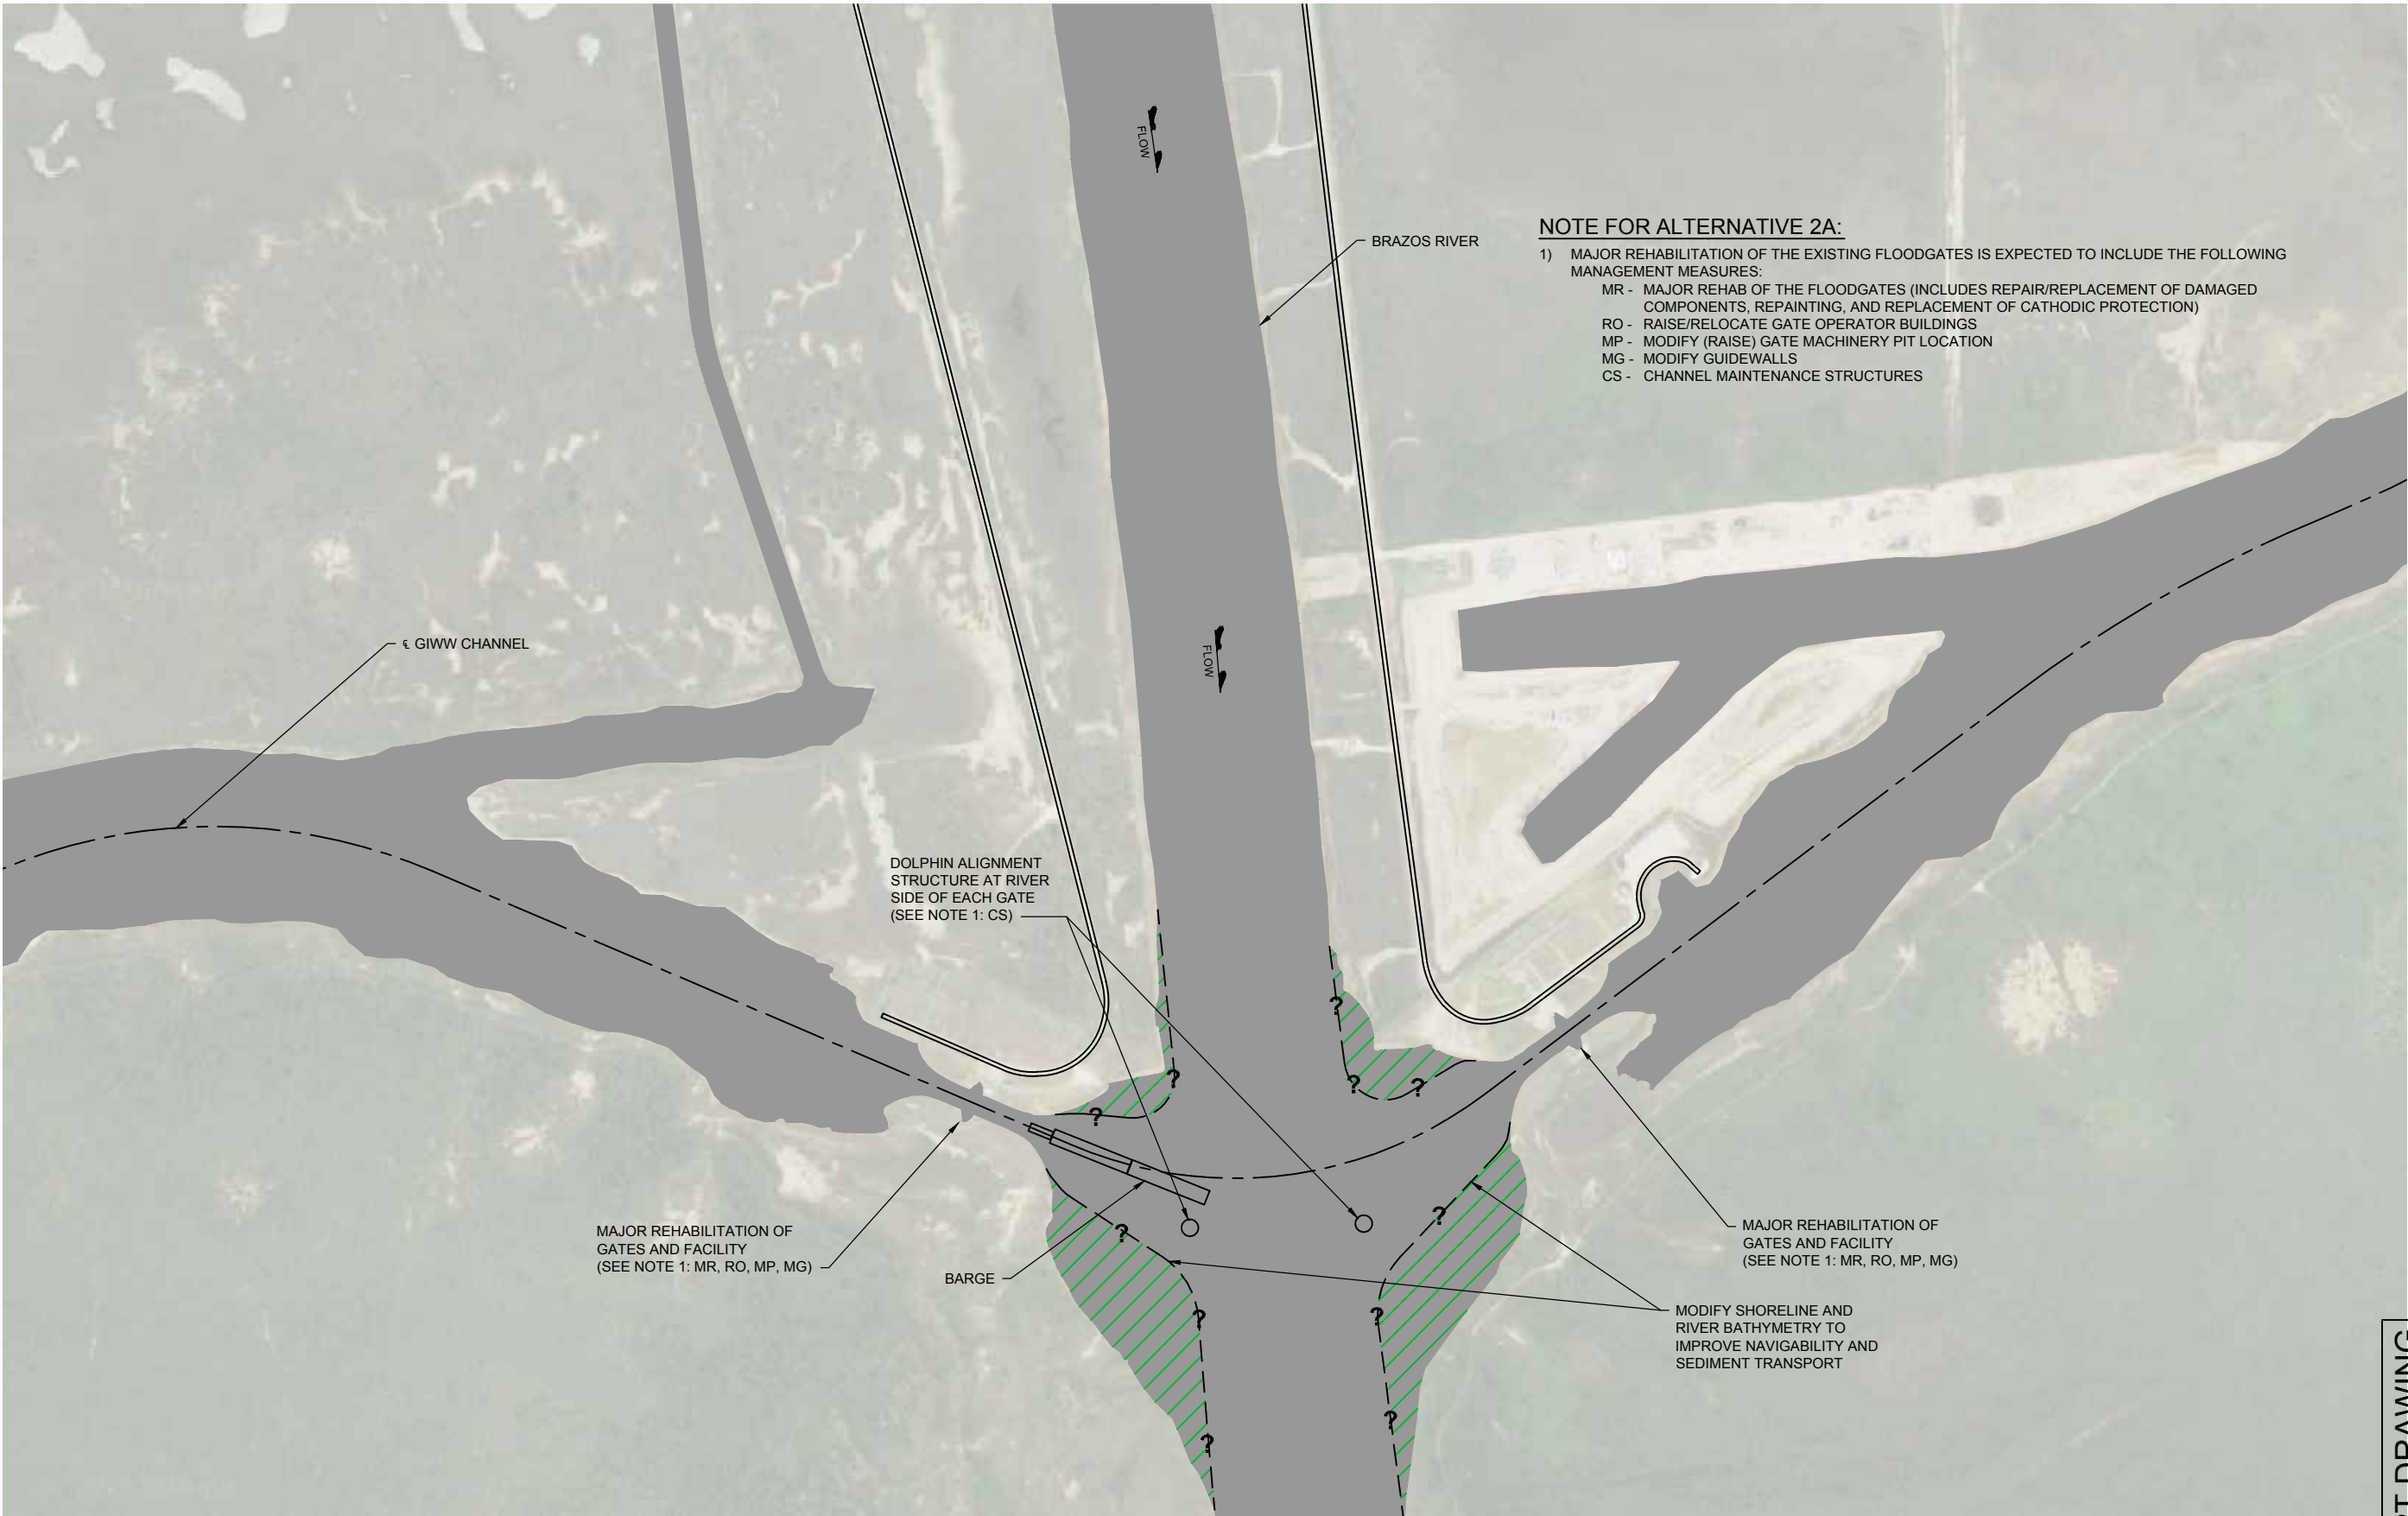 FLOW
BRAZOS RIVER
NOTE FOR ALTERNATIVE 2A:
1) MAJOR REHABILITATION OF THE EXISTING FLOODGATES IS EXPECTED TO INCLUDE THE FOLLOWING
MANAGEMENT MEASURES:
MR - MAJOR REHAB OF THE FLOODGATES (INCLUDES REPAIR/REPLACEMENT OF DAMAGED
COMPONENTS, REPAINTING, AND REPLACEMENT OF CATHODIC PROTECTION)
RO - RAISE/RELOCATE GATE OPERATOR BUILDINGS
MP - MODIFY (RAISE) GATE MACHINERY PIT LOCATION
MG - MODIFY GUIDEWALLS
CS - CHANNEL MAINTENANCE STRUCTURES
FLOW
℄ GIWW CHANNEL
DOLPHIN ALIGNMENT
STRUCTURE AT RIVER
SIDE OF EACH GATE
(SEE NOTE 1: CS)
?
?
?
?
?
?
?
?
?
?
?
?
MAJOR REHABILITATION OF
GATES AND FACILITY
(SEE NOTE 1: MR, RO, MP, MG)
BARGE
MAJOR REHABILITATION OF
GATES AND FACILITY
(SEE NOTE 1: MR, RO, MP, MG)
MODIFY SHORELINE AND
RIVER BATHYMETRY TO
IMPROVE NAVIGABILITY AND
SEDIMENT TRANSPORT
DRAWING